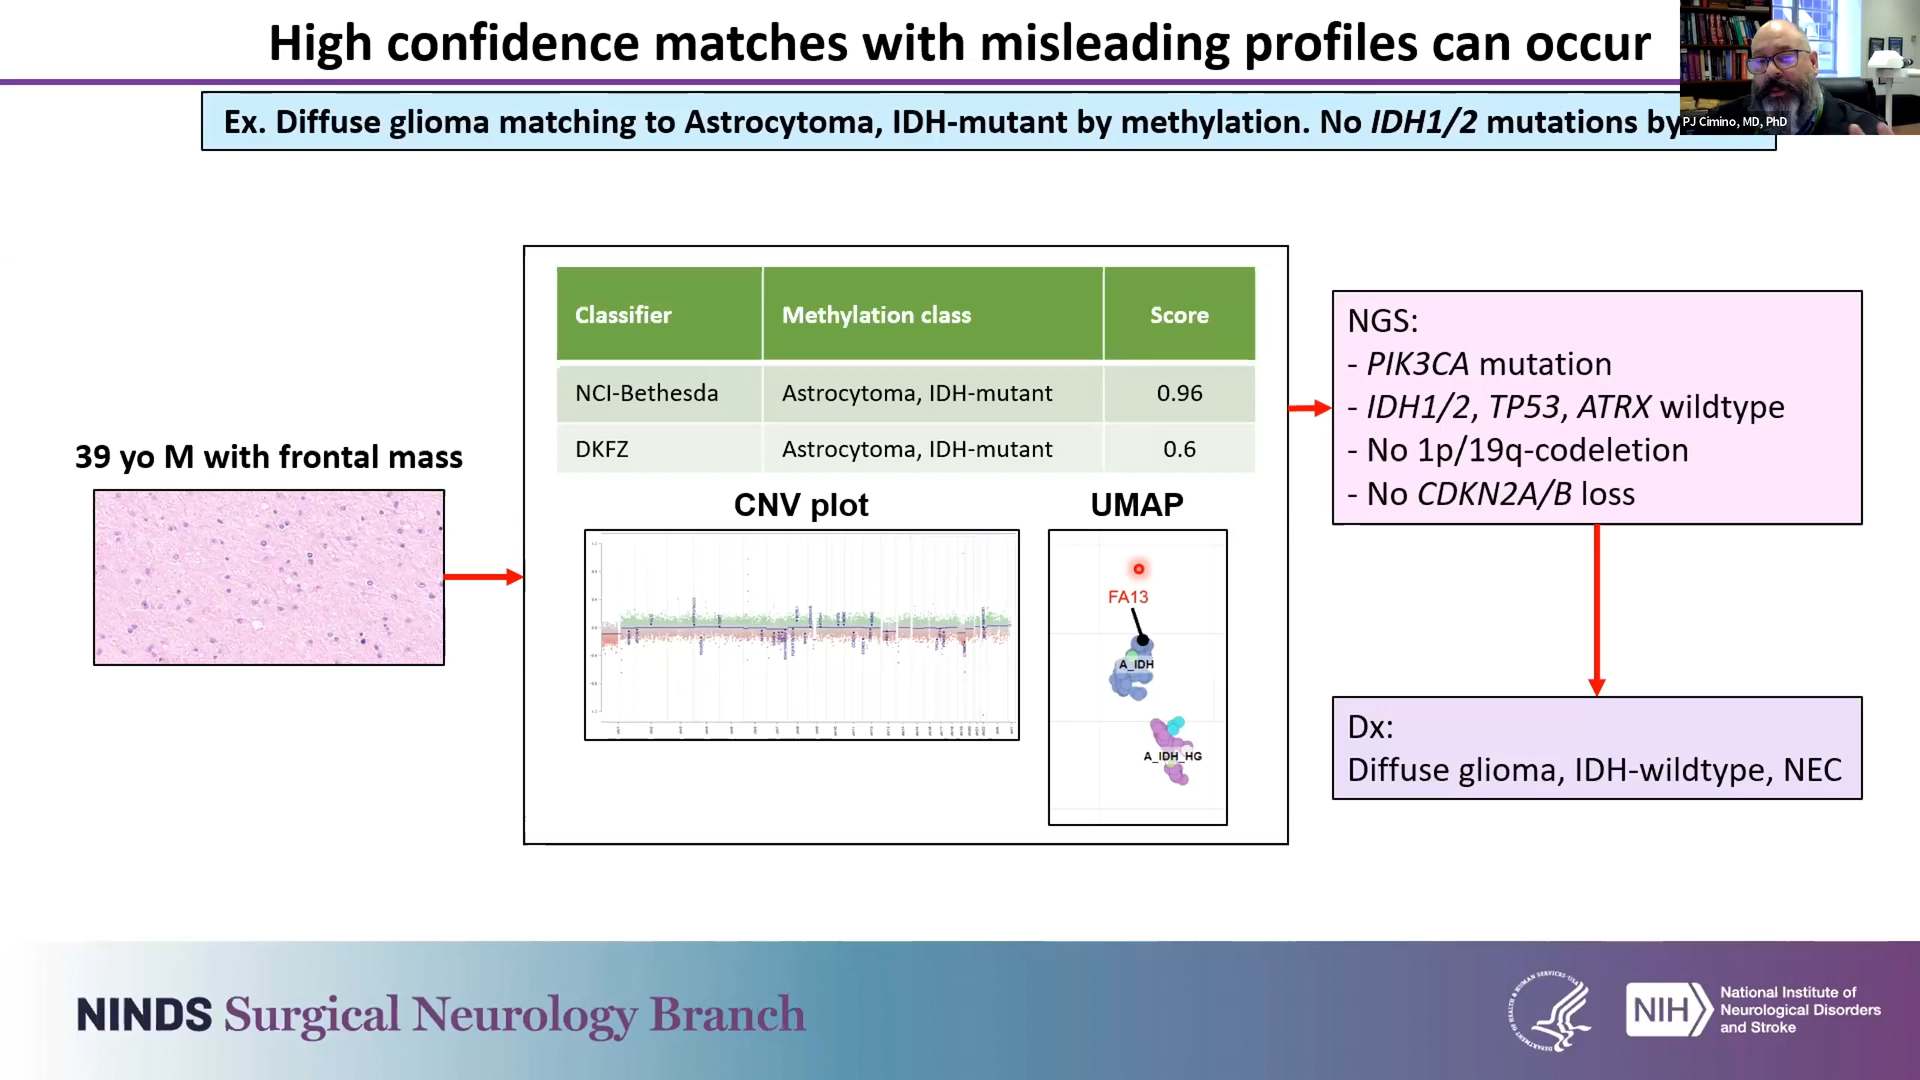 High confidence matches with misleading profiles can occur
PJ Cimino, MD, PhD
Ex. Diffuse glioma matching to Astrocytoma, IDH-mutant by methylation. No IDH1/2 mutations by
39 yo M with frontal mass
Classifier Methylation class Score
NCI-Bethesda Astrocytoma, IDH-mutant 0.96
DKFZ Astrocytoma, IDH-mutant 0.6
CNV plot
UMAP
FA13
A_IDH
A_IDH_HG
NGS:
- PIK3CA mutation
- IDH1/2, TP53, ATRX wildtype
- No 1p/19q-codeletion
- No CDKN2A/B loss
Dx:
Diffuse glioma, IDH-wildtype, NEC
NINDS Surgical Neurology Branch
NIH
National Institute of
Neurological Disorders
and Stroke